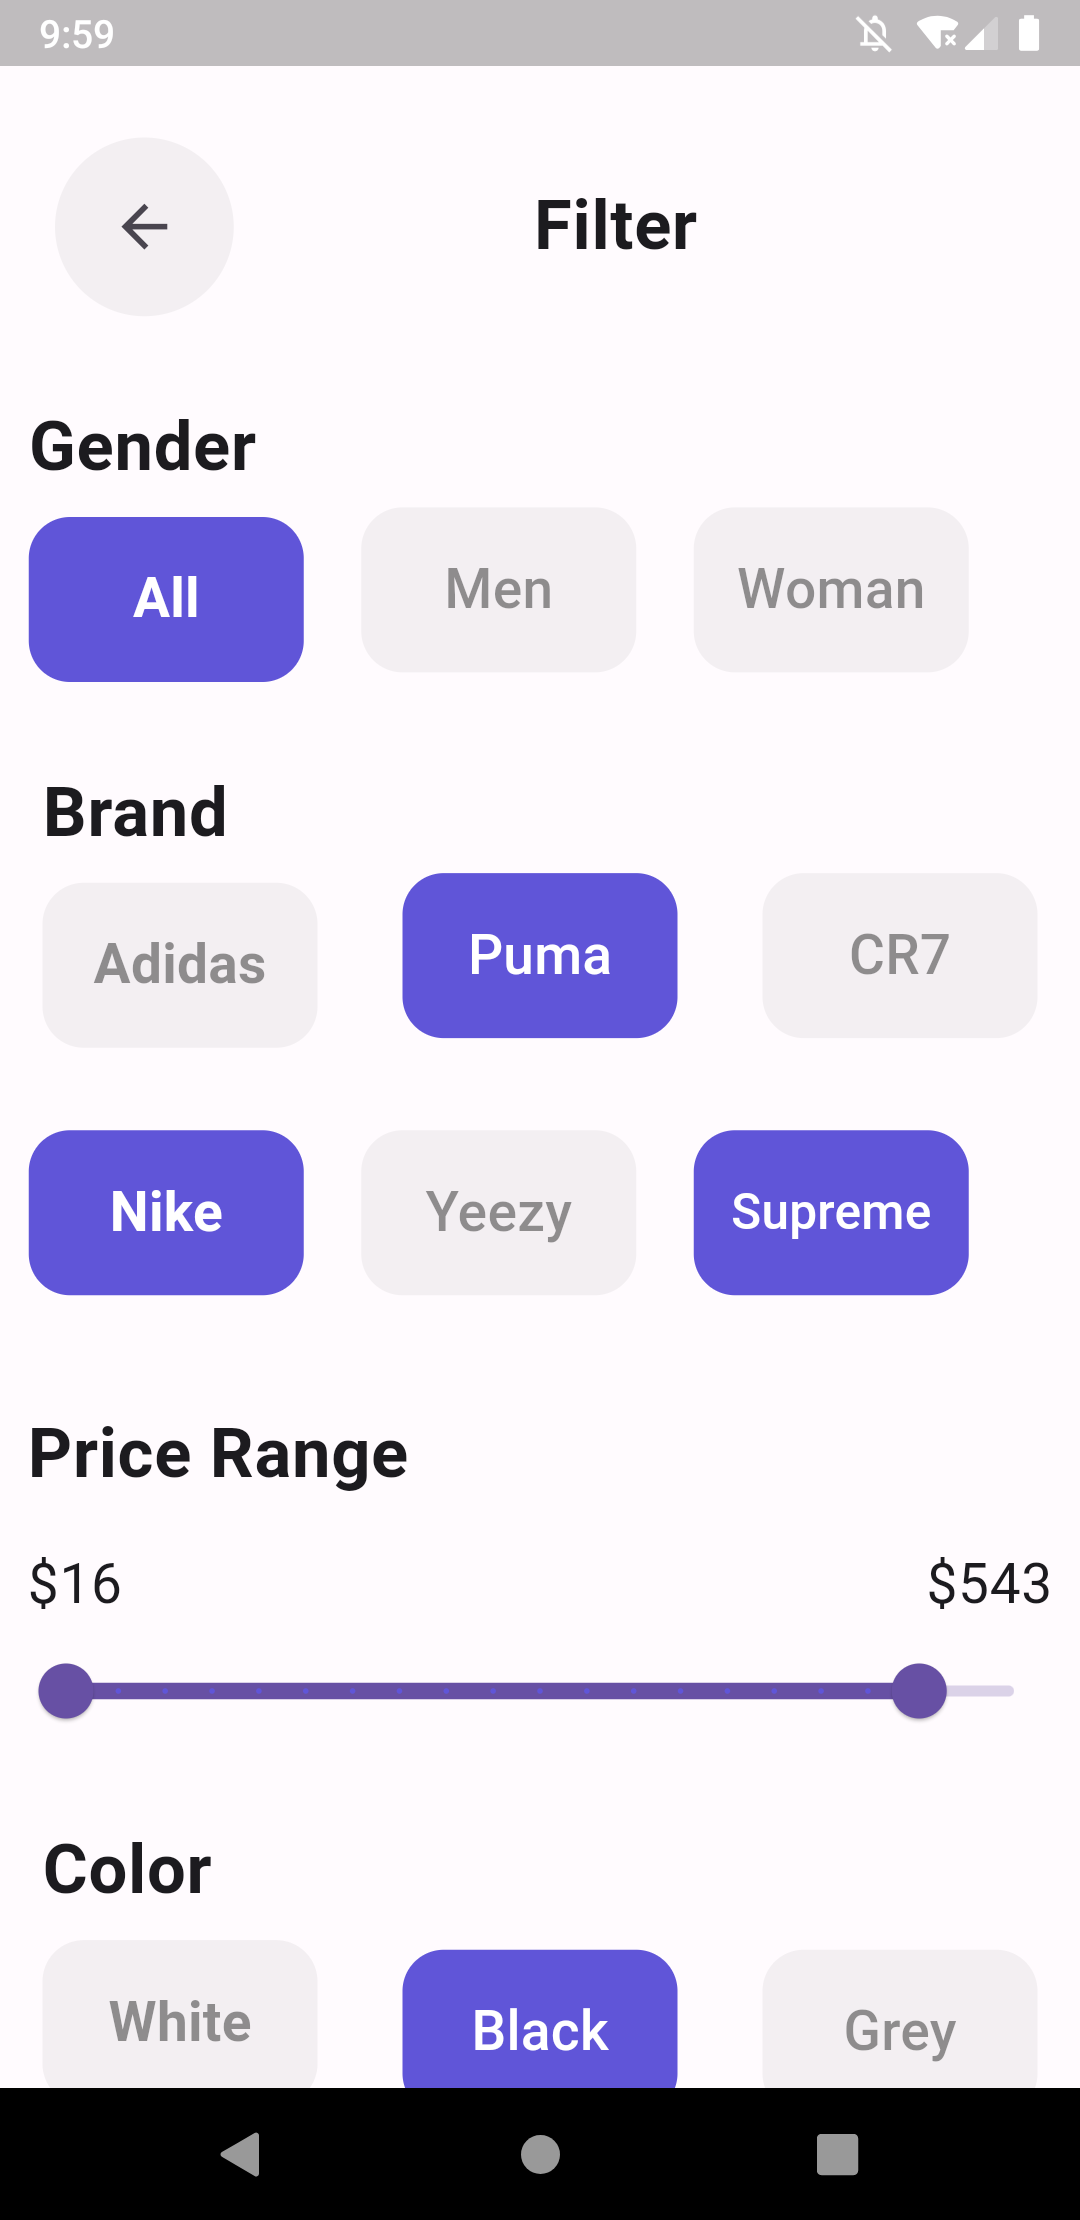 9:59
Filter
Gender
All Men Woman
Brand
Adidas Puma CR7
Nike Yeezy Supreme
Price Range
$16 $543
Color
White Black Grey